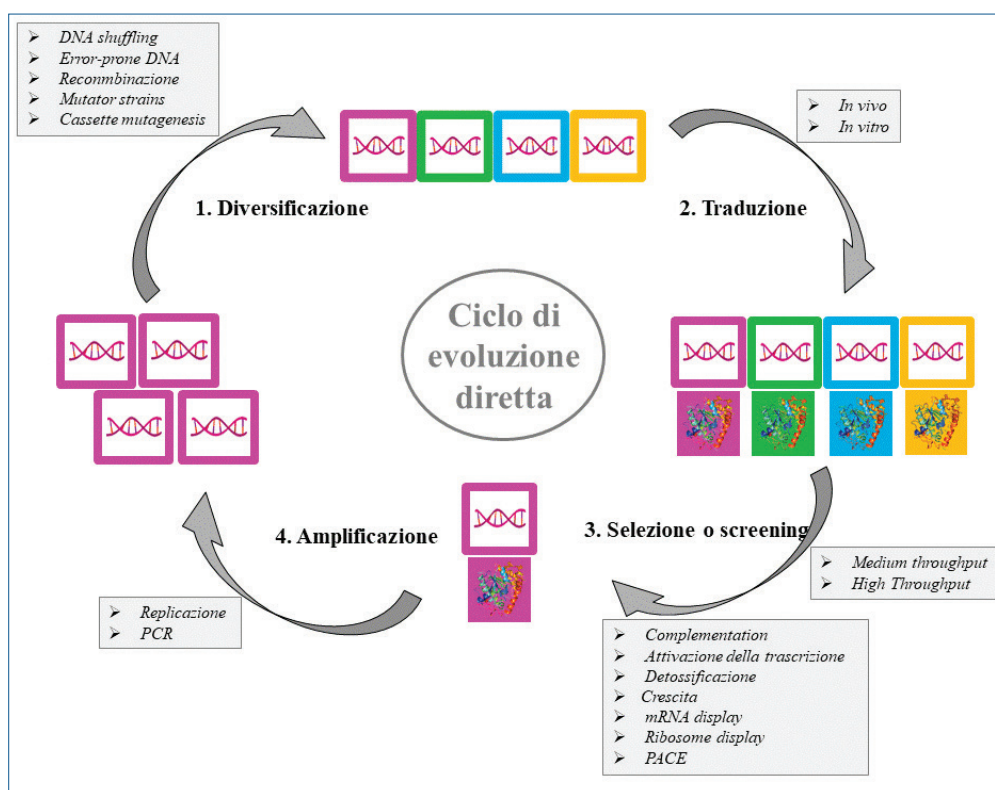 DNA shuffling
Error-prone DNA
Reconmbinazione
Mutator strains
Cassette mutagenesis
In vivo
In vitro
1. Diversificazione
2. Traduzione
Ciclo di
evoluzione
diretta
4. Amplificazione
3. Selezione o screening
Medium throughput
High Throughput
Replicazione
PCR
Complementation
Attivazione della trascrizione
Detossificazione
Crescita
mRNA display
Ribosome display
PACE